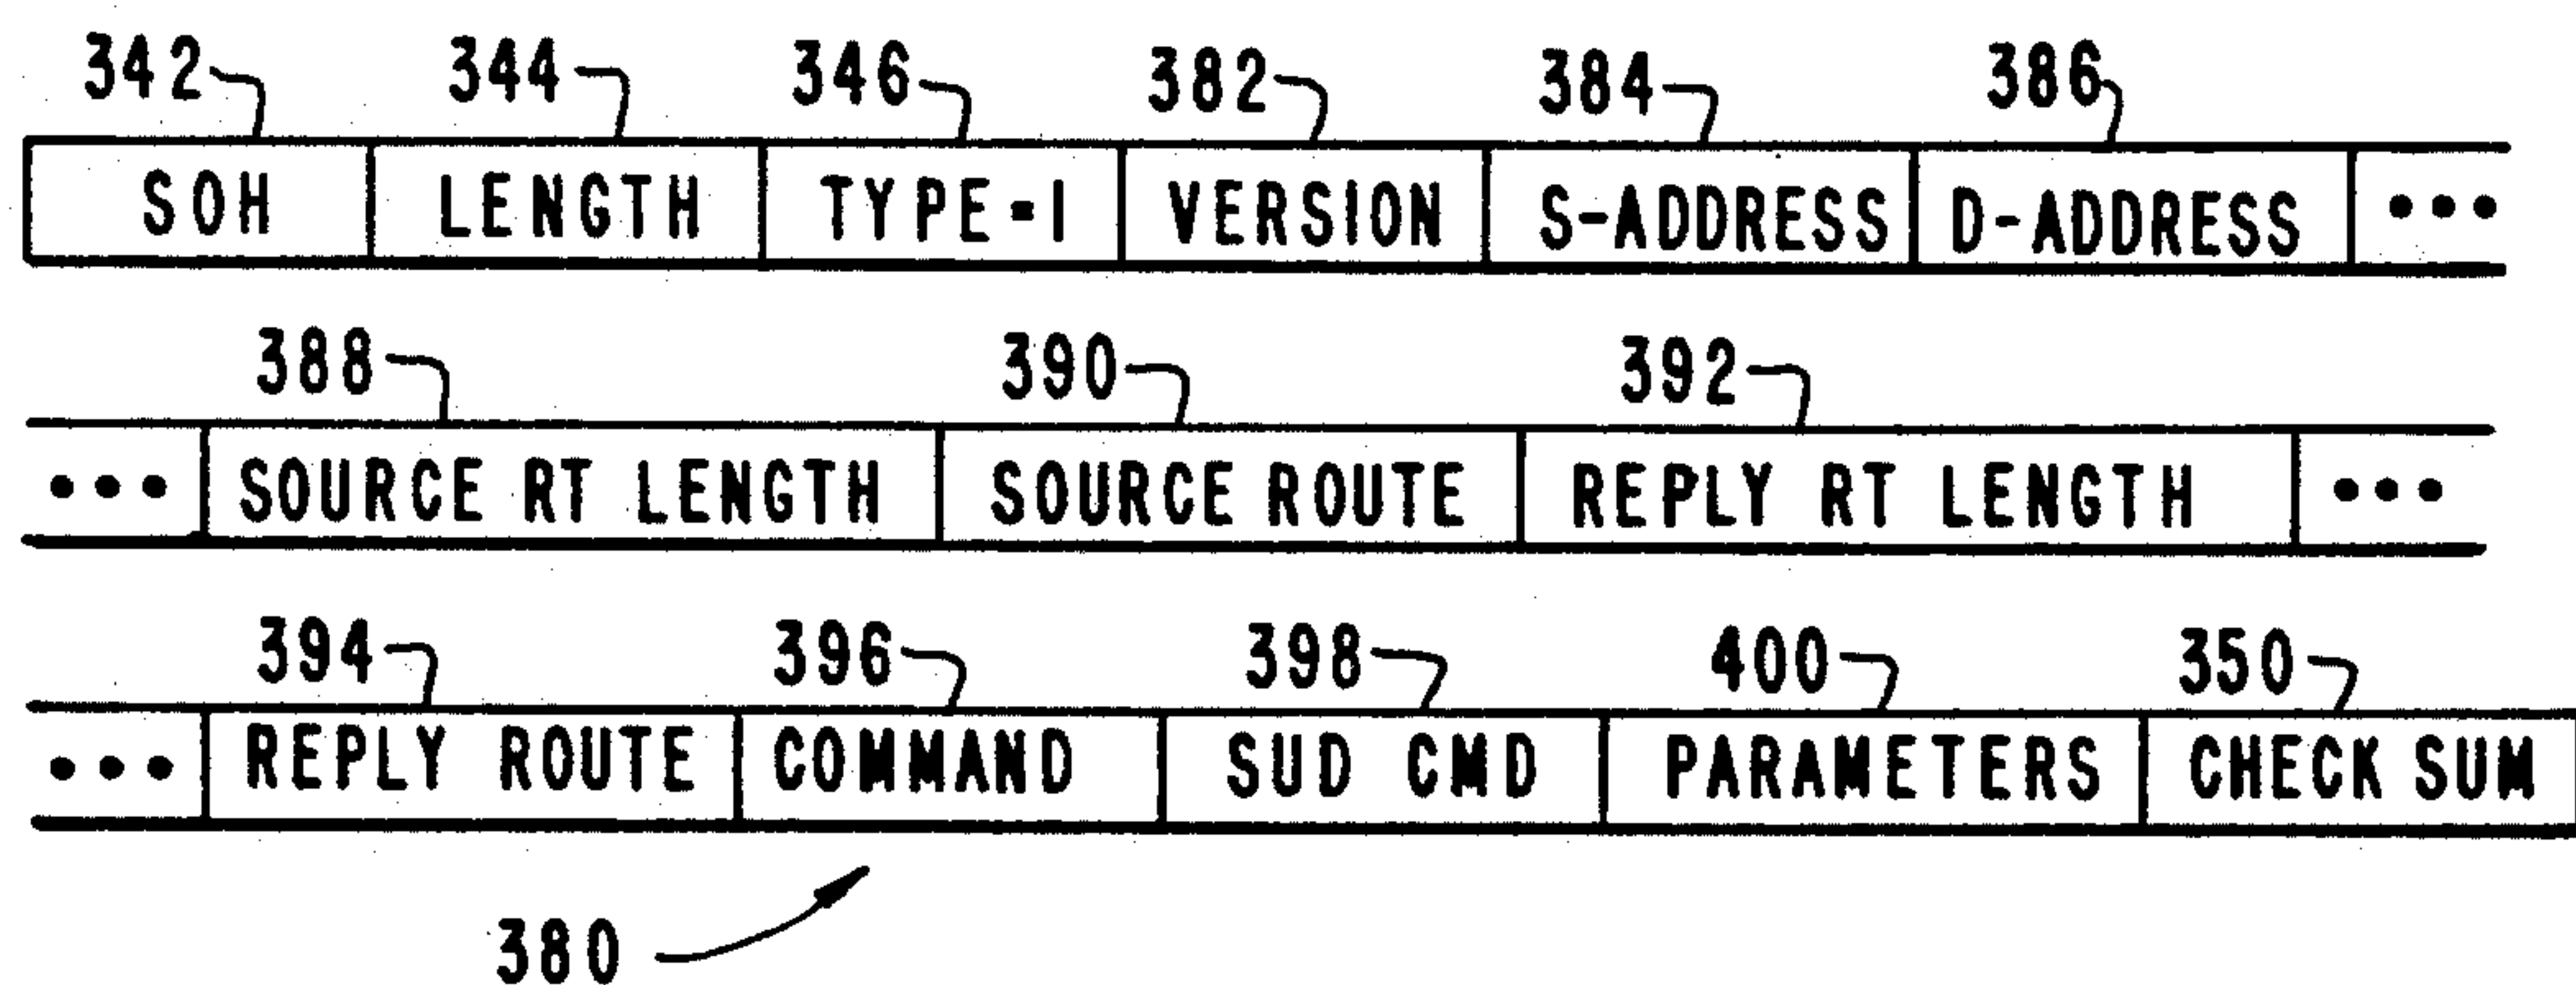 342 344 346 382 384 386
SOH LENGTH TYPE=1 VERSION S-ADDRESS D-ADDRESS •••
388 390 392
••• SOURCE RT LENGTH SOURCE ROUTE REPLY RT LENGTH •••
394 396 398 400 350
••• REPLY ROUTE COMMAND SUD CMD PARAMETERS CHECK SUM
380